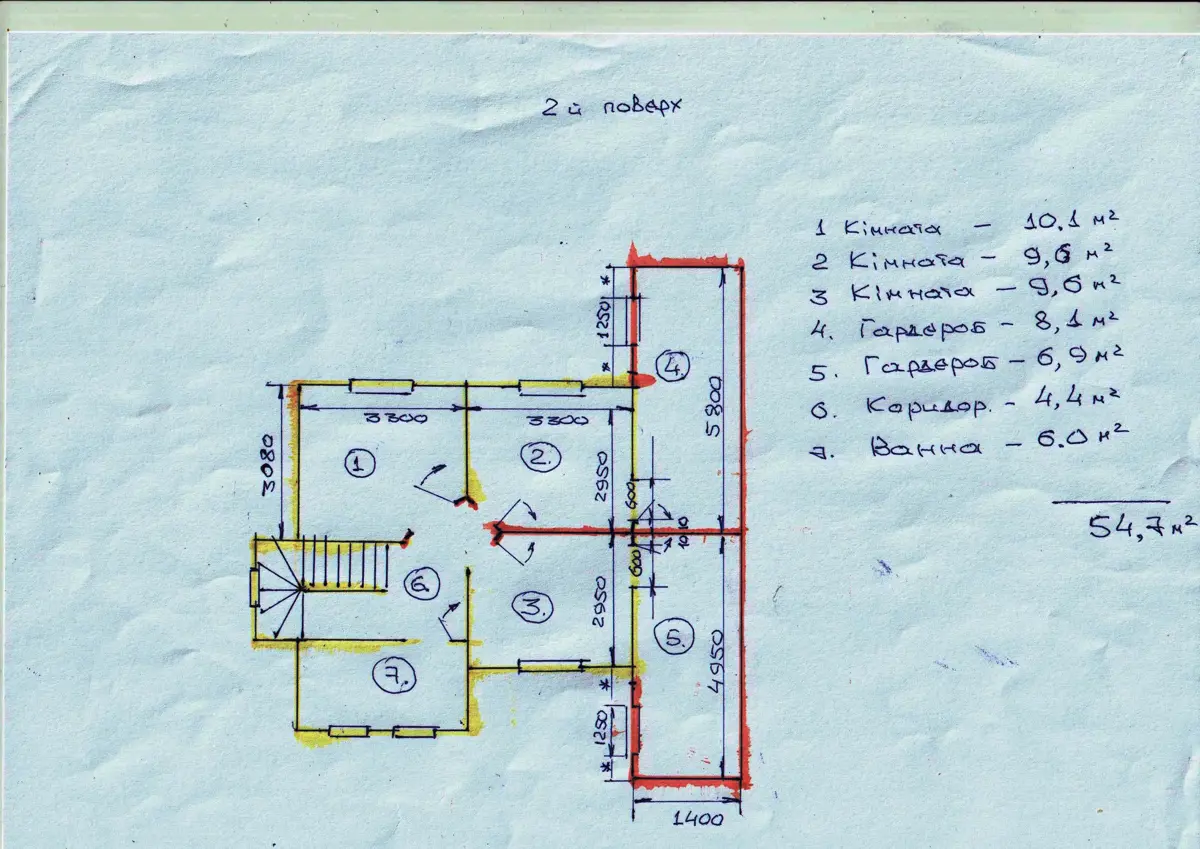 2й поверх
1 Кімната - 10.1 м²
2 Кімната - 9,6 м²
3 Кімната - 9,6 м²
4. Гардероб - 8,1 м²
5. Гардероб - 6,9 м²
6. Коридор. - 4,4 м²
7. Ванна - 6.0 м²
54,7 м²
*
1250
*
4.
5800
3300
3300
3080
1
2.
2950
600
10
10
600
6
3.
2950
5.
4950
7.
*
1250
*
1400